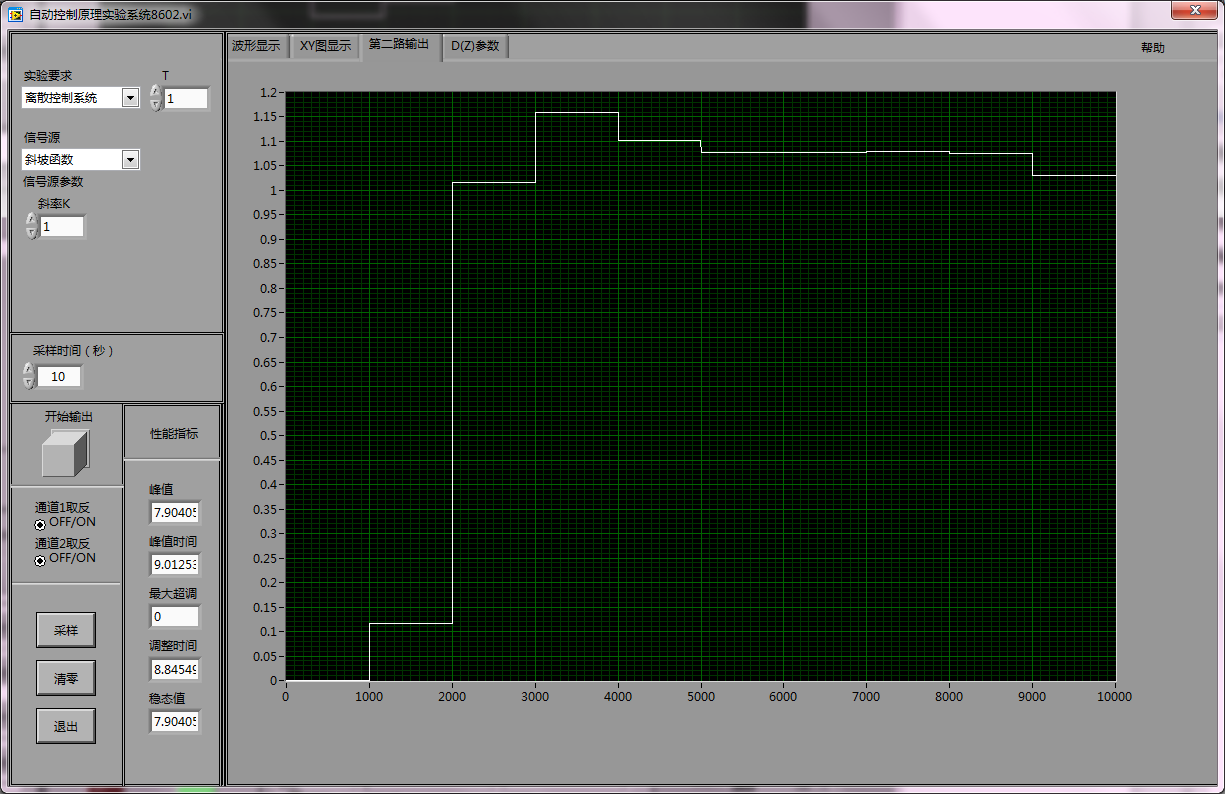 自动控制原理实验系统8602.vi
波形显示 XY图显示 第二路输出 D(Z)参数
帮助
实验要求 T
离散控制系统 1
信号源
斜坡函数
信号源参数
斜率K
1
采样时间（秒）
10
开始输出
通道1取反
OFF/ON
通道2取反
OFF/ON
采样
清零
退出
性能指标
峰值
7.90405
峰值时间
9.01253
最大超调
0
调整时间
8.84549
稳态值
7.90405
1.2
1.15
1.1
1.05
1
0.95
0.9
0.85
0.8
0.75
0.7
0.65
0.6
0.55
0.5
0.45
0.4
0.35
0.3
0.25
0.2
0.15
0.1
0.05
0
0 1000 2000 3000 4000 5000 6000 7000 8000 9000 10000